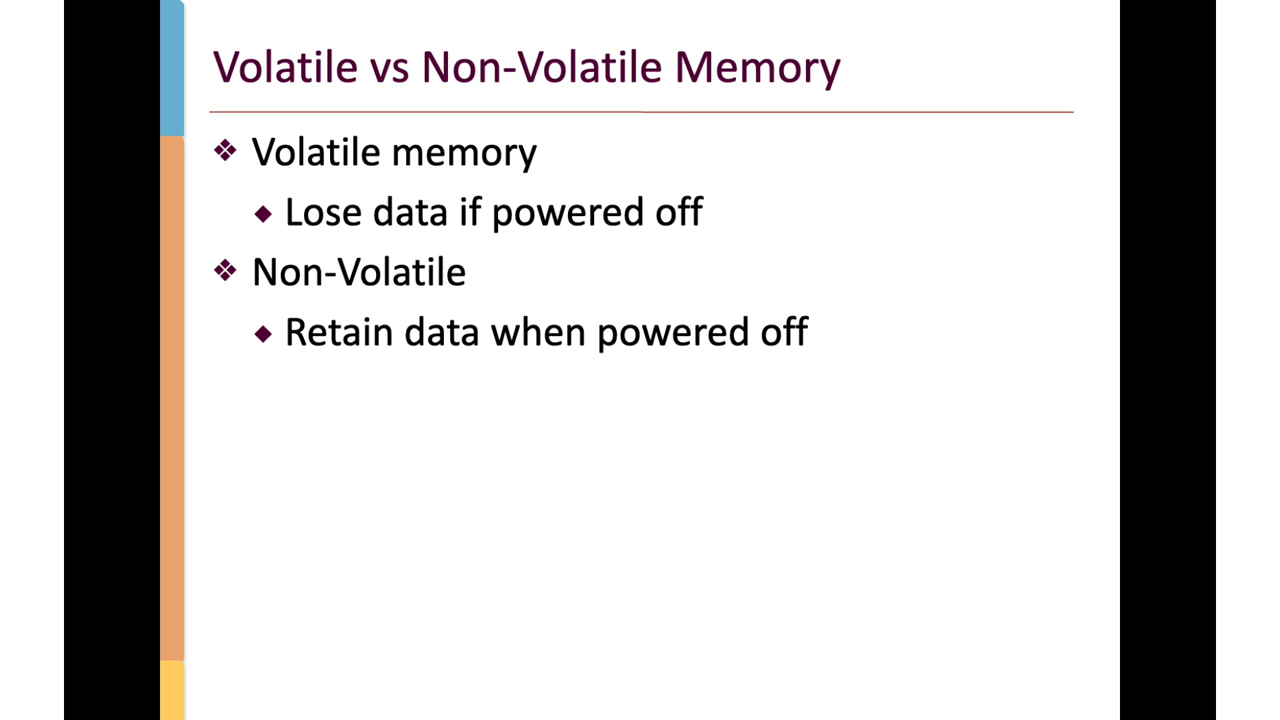 Volatile vs Non-Volatile Memory
❖ Volatile memory
◆ Lose data if powered off
❖ Non-Volatile
◆ Retain data when powered off